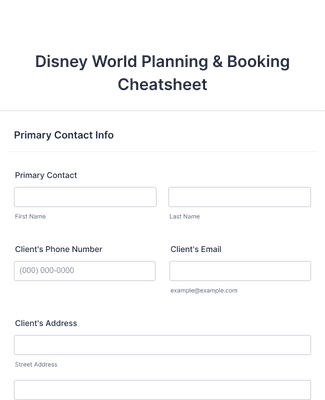 Disney World Planning & Booking
Cheatsheet
Primary Contact Info
Primary Contact
First Name Last Name
Client's Phone Number Client's Email
(000) 000-0000
example@example.com
Client's Address
Street Address